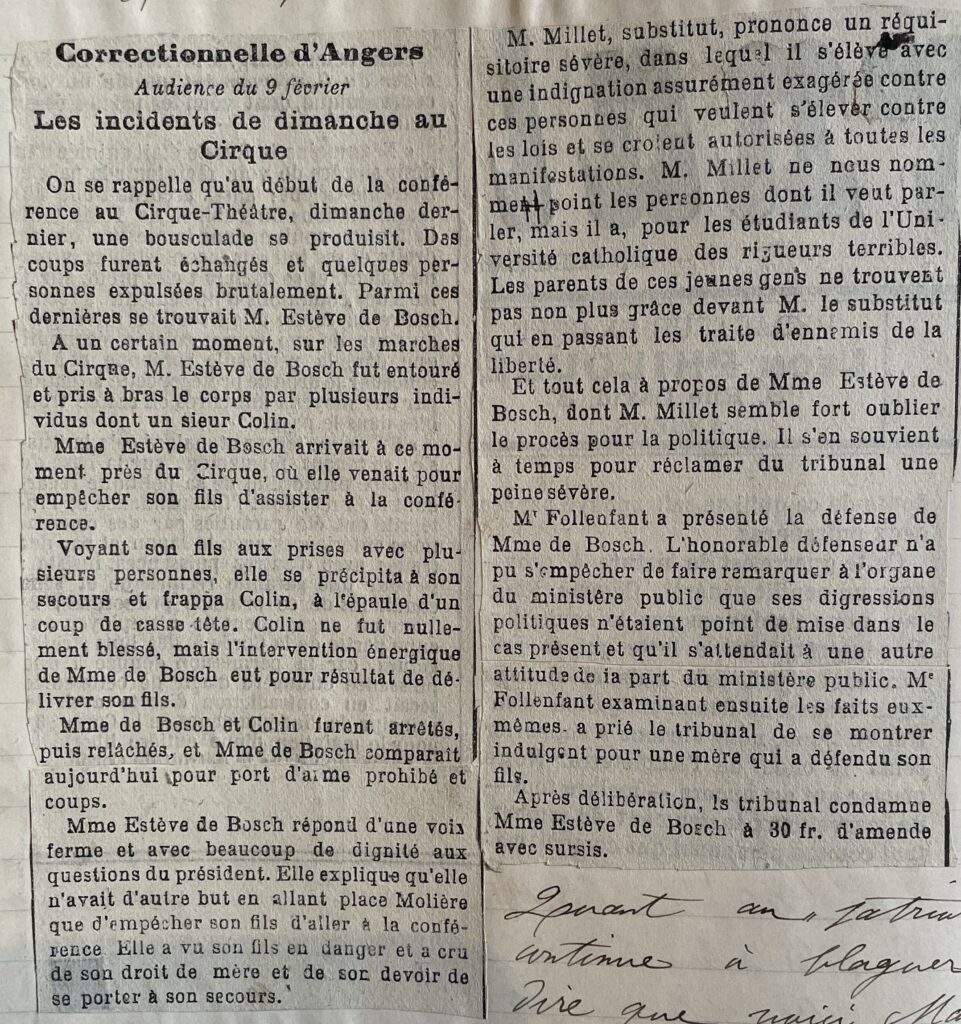 Correctionnelle d'Angers
Audience du 9 février
Les incidents de dimanche au
Cirque
On se rappelle qu'au début de la confé-
rence au Cirque-Théâtre, dimanche der-
nier, une bousculade se produisit. Des
coups furent échangés et quelques per-
sonnes expulsées brutalement. Parmi ces
dernières se trouvait M. Estève de Bosch.
A un certain moment, sur les marches
du Cirque, M. Estève de Bosch fut entouré
et pris à bras le corps par plusieurs indi-
vidus dont un sieur Colin.
Mme Estève de Bosch arrivait à ce mo-
ment près du Cirque, où elle venait pour
empêcher son fils d'assister à la confé-
rence.
Voyant son fils aux prises avec plu-
sieurs personnes, elle se précipita à son
secours et frappa Colin, à l'épaule d'un
coup de casse-tête. Colin ne fut nulle-
ment blessé, mais l'intervention énergique
de Mme de Bosch eut pour résultat de dé-
livrer son fils.
Mme de Bosch et Colin furent arrêtés,
puis relâchés, et Mme de Bosch comparaît
aujourd'hui pour port d'arme prohibé et
coups.
Mme Estève de Bosch répond d'une voix
ferme et avec beaucoup de dignité aux
questions du président. Elle explique qu'elle
n'avait d'autre but en allant place Molière
que d'empêcher son fils d'aller à la confé-
rence. Elle a vu son fils en danger et a cru
de son droit de mère et de son devoir de
se porter à son secours.
M. Millet, substitut, prononce un réqui-
sitoire sévère, dans lequel il s'élève avec
une indignation assurément exagérée contre
ces personnes qui veulent s'élever contre
les lois et se croient autorisées à toutes les
manifestations. M. Millet ne nous nom-
me point les personnes dont il veut par-
ler, mais il a, pour les étudiants de l'Uni-
versité catholique des rigueurs terribles.
Les parents de ces jeunes gens ne trouvent
pas non plus grâce devant M. le substitut
qui en passant les traite d'ennemis de la
liberté.
Et tout cela à propos de Mme Estève de
Bosch, dont M. Millet semble fort oublier
le procès pour la politique. Il s'en souvient
à temps pour réclamer du tribunal une
peine sévère.
Mr Follenfant a présenté la défense de
Mme de Bosch. L'honorable défenseur n'a
pu s'empêcher de faire remarquer à l'organe
du ministère public que ses digressions
politiques n'étaient point de mise dans le
cas présent et qu'il s'attendait à une autre
attitude de la part du ministère public. Me
Follenfant examinant ensuite les faits eux-
mêmes, a prié le tribunal de se montrer
indulgent pour une mère qui a défendu son
fils.
Après délibération, ls tribunal condamne
Mme Estève de Bosch à 30 fr. d'amende
avec sursis.
Quant au
continue à blaguer
dire que voici